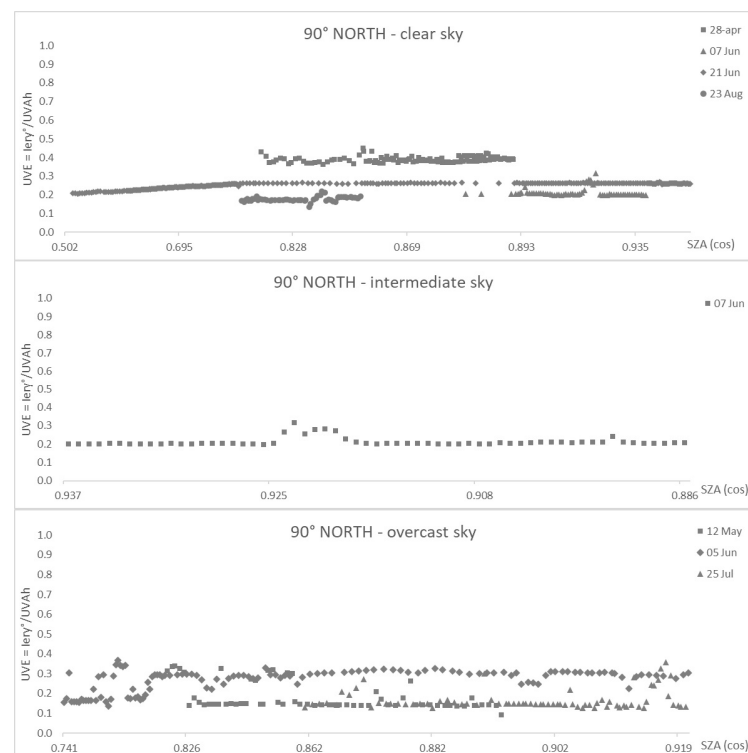 90° NORTH - clear sky
28-apr
07 Jun
21 Jun
23 Aug
UVE = Iery*/UVAh
1.0
0.9
0.8
0.7
0.6
0.5
0.4
0.3
0.2
0.1
0.0
0.502
0.695
0.828
0.869
0.893
0.935
SZA (cos)
90° NORTH - intermediate sky
07 Jun
UVE = Iery*/UVAh
1.0
0.9
0.8
0.7
0.6
0.5
0.4
0.3
0.2
0.1
0.0
0.937
0.925
0.908
0.886
SZA (cos)
90° NORTH - overcast sky
12 May
05 Jun
25 Jul
UVE = Iery*/UVAh
1.0
0.9
0.8
0.7
0.6
0.5
0.4
0.3
0.2
0.1
0.0
0.741
0.826
0.862
0.882
0.902
0.919
SZA (cos)